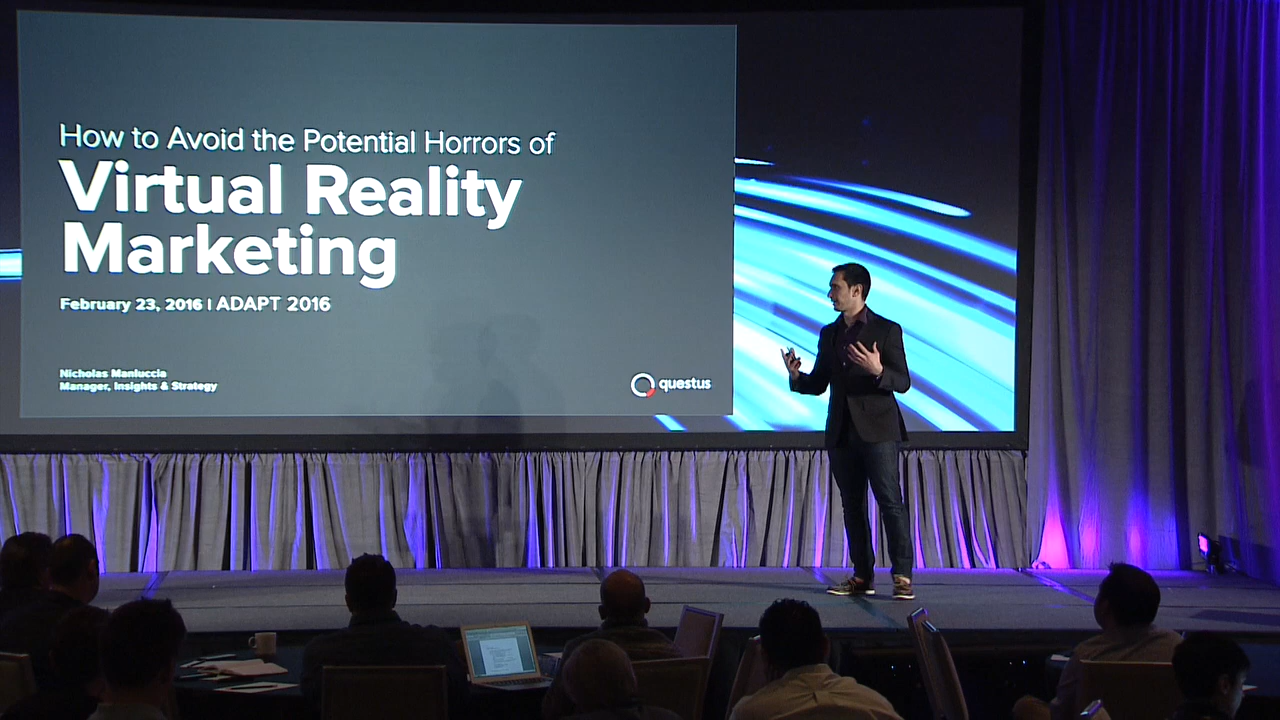 How to Avoid the Potential Horrors of
Virtual Reality
Marketing
February 23, 2016 | ADAPT 2016
Nicholas Manluccia
Manager, Insights & Strategy
questus